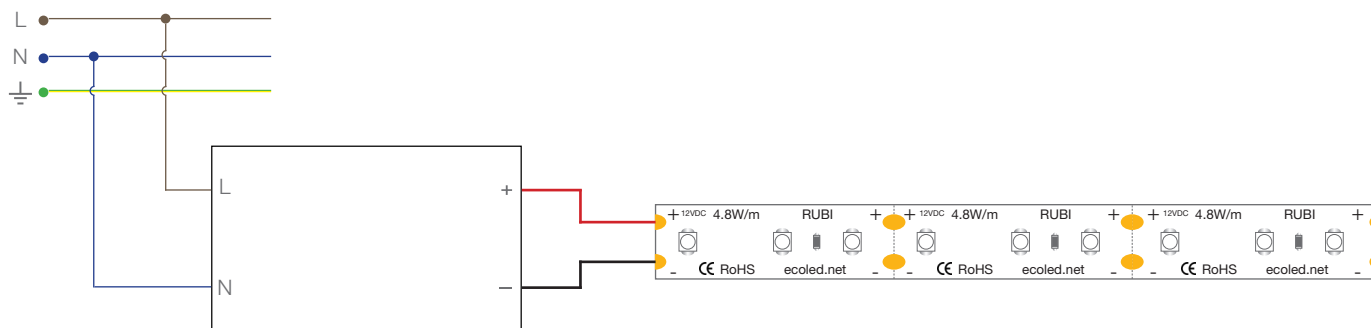 L
N
L +
N –
+ 12VDC 4.8W/m RUBI + + 12VDC 4.8W/m RUBI + + 12VDC 4.8W/m RUBI +
- CE RoHS ecoled.net - - CE RoHS ecoled.net - - CE RoHS ecoled.net -